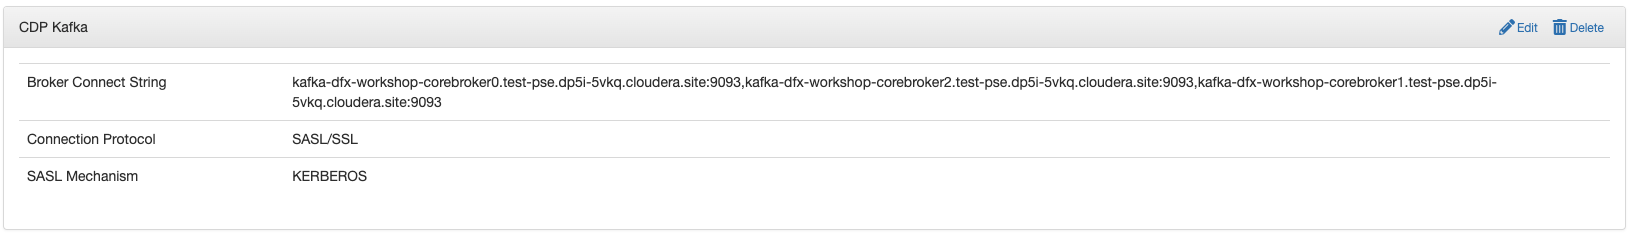 CDP Kafka
Edit
Delete
Broker Connect String
kafka-dfx-workshop-corebroker0.test-pse.dp5i-5vkq.cloudera.site:9093,kafka-dfx-workshop-corebroker2.test-pse.dp5i-5vkq.cloudera.site:9093,kafka-dfx-workshop-corebroker1.test-pse.dp5i-
5vkq.cloudera.site:9093
Connection Protocol
SASL/SSL
SASL Mechanism
KERBEROS